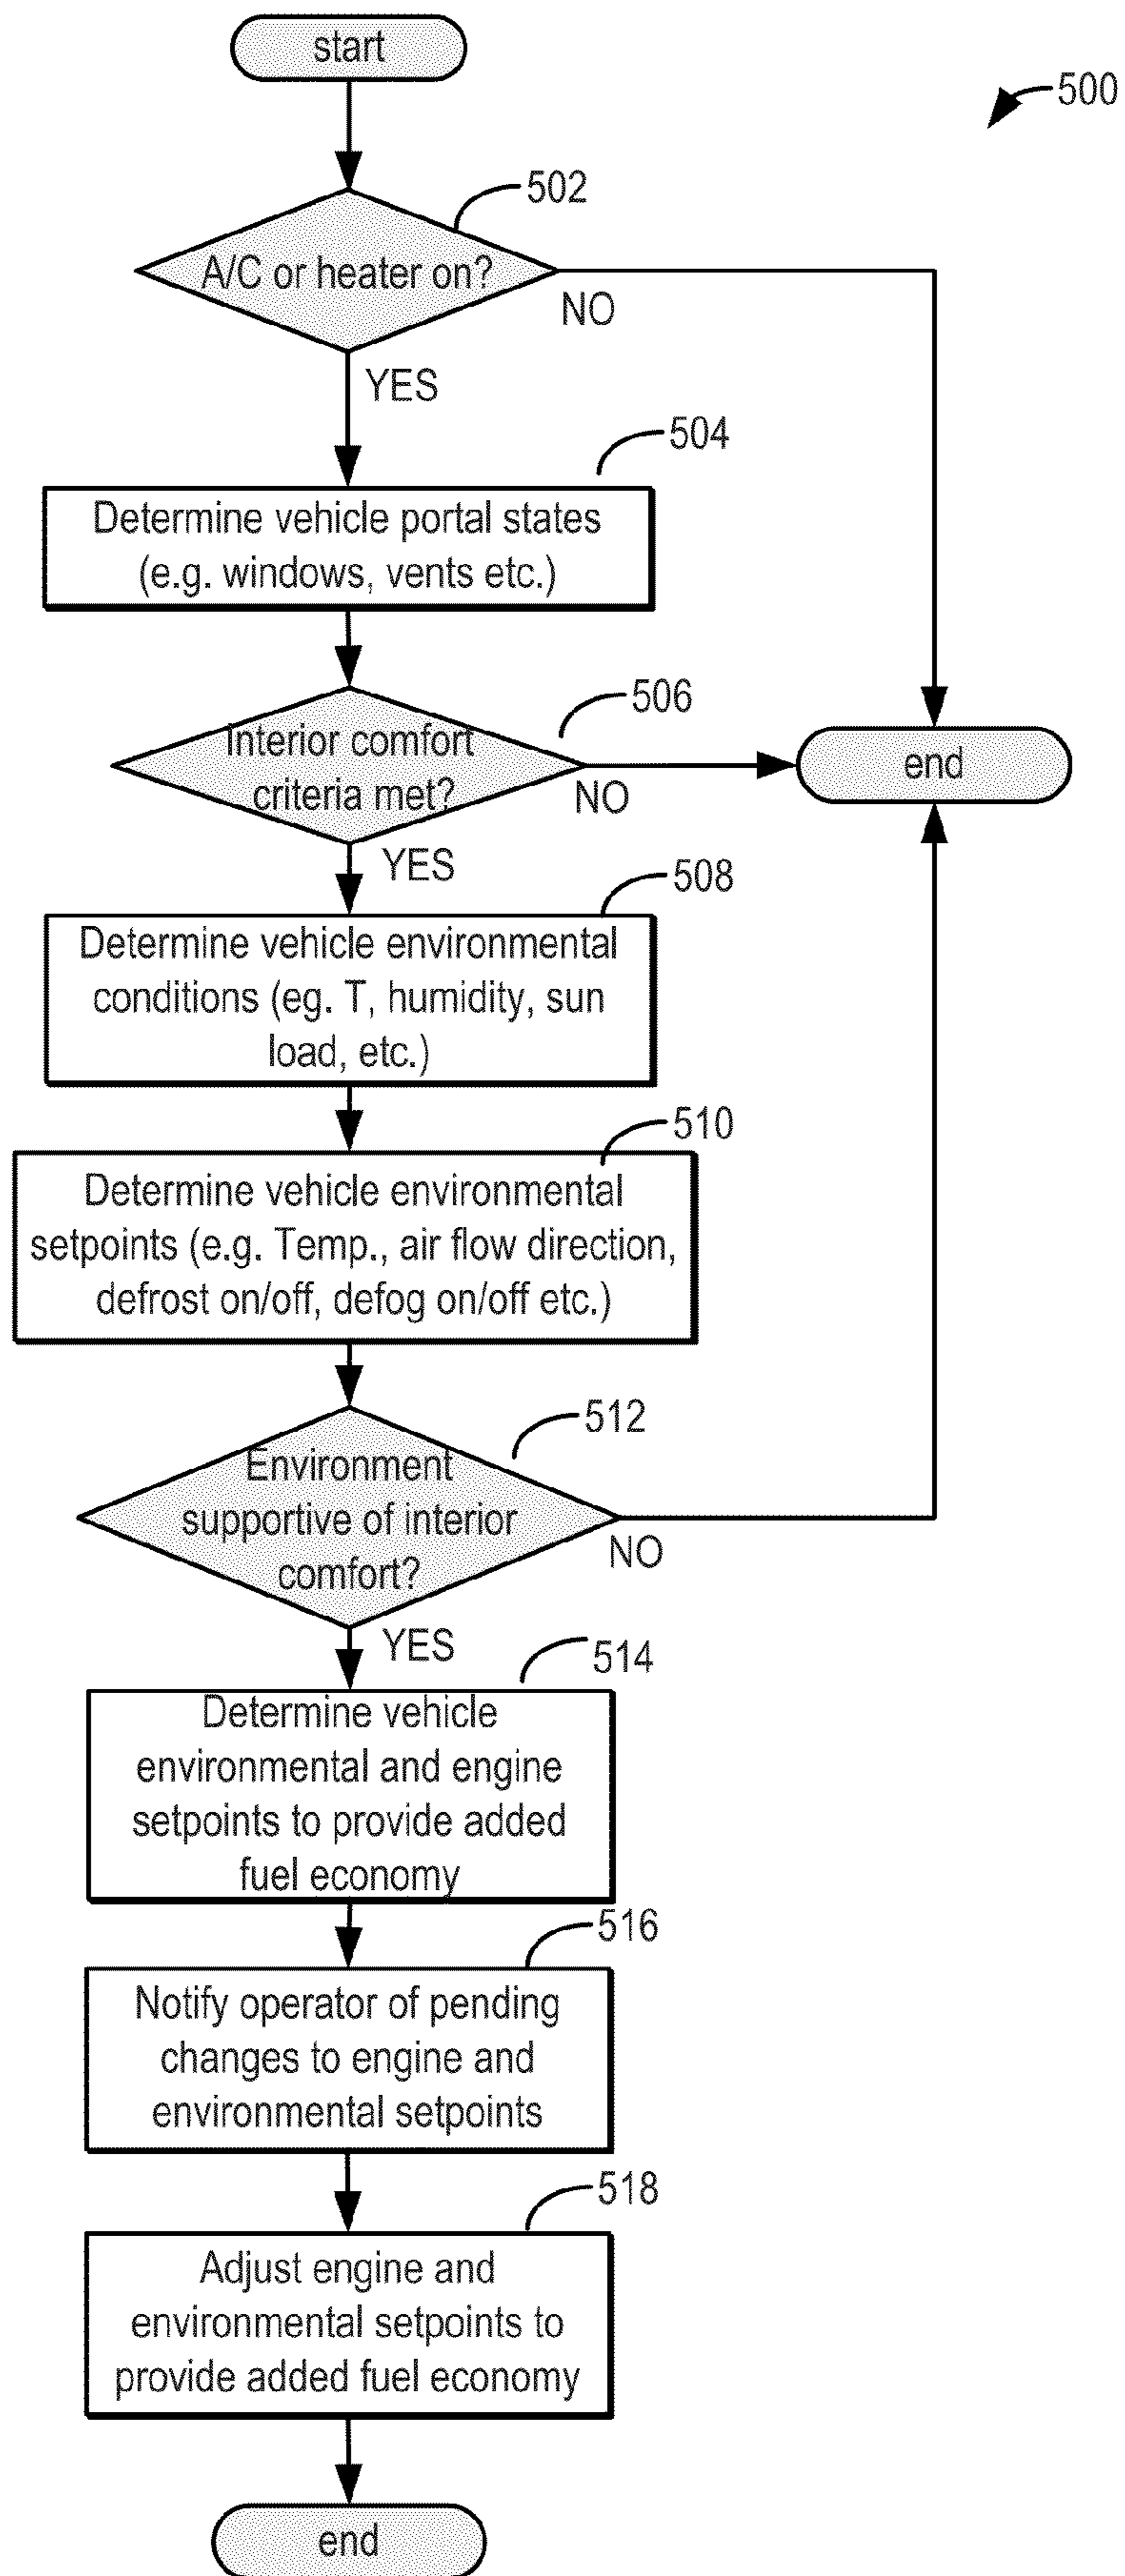 start
500
502
A/C or heater on?
NO
YES
504
Determine vehicle portal states
(e.g. windows, vents etc.)
506
Interior comfort
criteria met?
NO
end
YES
508
Determine vehicle environmental
conditions (eg. T, humidity, sun
load, etc.)
510
Determine vehicle environmental
setpoints (e.g. Temp., air flow direction,
defrost on/off, defog on/off etc.)
512
Environment
supportive of interior
comfort?
NO
YES
514
Determine vehicle
environmental and engine
setpoints to provide added
fuel economy
516
Notify operator of pending
changes to engine and
environmental setpoints
518
Adjust engine and
environmental setpoints to
provide added fuel economy
end